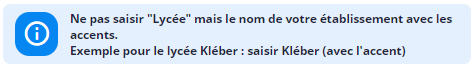 Ne pas saisir "Lycée" mais le nom de votre établissement avec les
accents.
Exemple pour le lycée Kléber : saisir Kléber (avec l'accent)